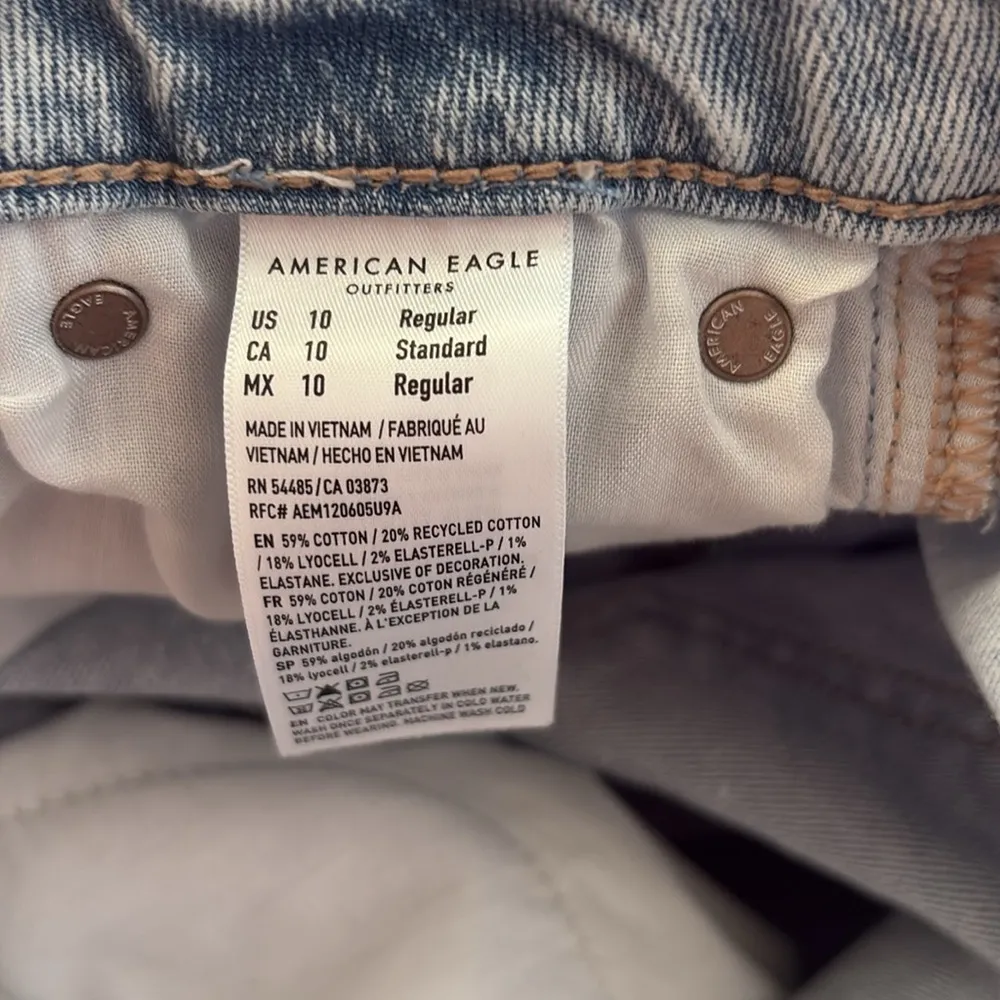 AMERICAN EAGLE
OUTFITTERS
US 10 Regular
CA 10 Standard
MX 10 Regular
MADE IN VIETNAM / FABRIQUÉ AU
VIETNAM / HECHO EN VIETNAM
RN 54485/CA 03873
RFC# AEM120605U9A
EN 59% COTTON / 20% RECYCLED COTTON
/ 18% LYOCELL / 2% ELASTERELL-P / 1%
ELASTANE. EXCLUSIVE OF DECORATION.
FR 59% COTON / 20% COTON RÉGÉNÉRÉ /
18% LYOCELL / 2% ÉLASTERELL-P / 1%
ÉLASTHANNE. À L'EXCEPTION DE LA
GARNITURE.
SP 59% algodón / 20% algodón reciclado /
18% lyocell / 2% elasterell-p / 1% elastano.
EN COLOR MAY TRANSFER WHEN NEW.
WASH ONCE SEPARATELY IN COLD WATER
BEFORE WEARING. MACHINE WASH COLD
AMERICAN EAGLE
AMERICAN EAGLE